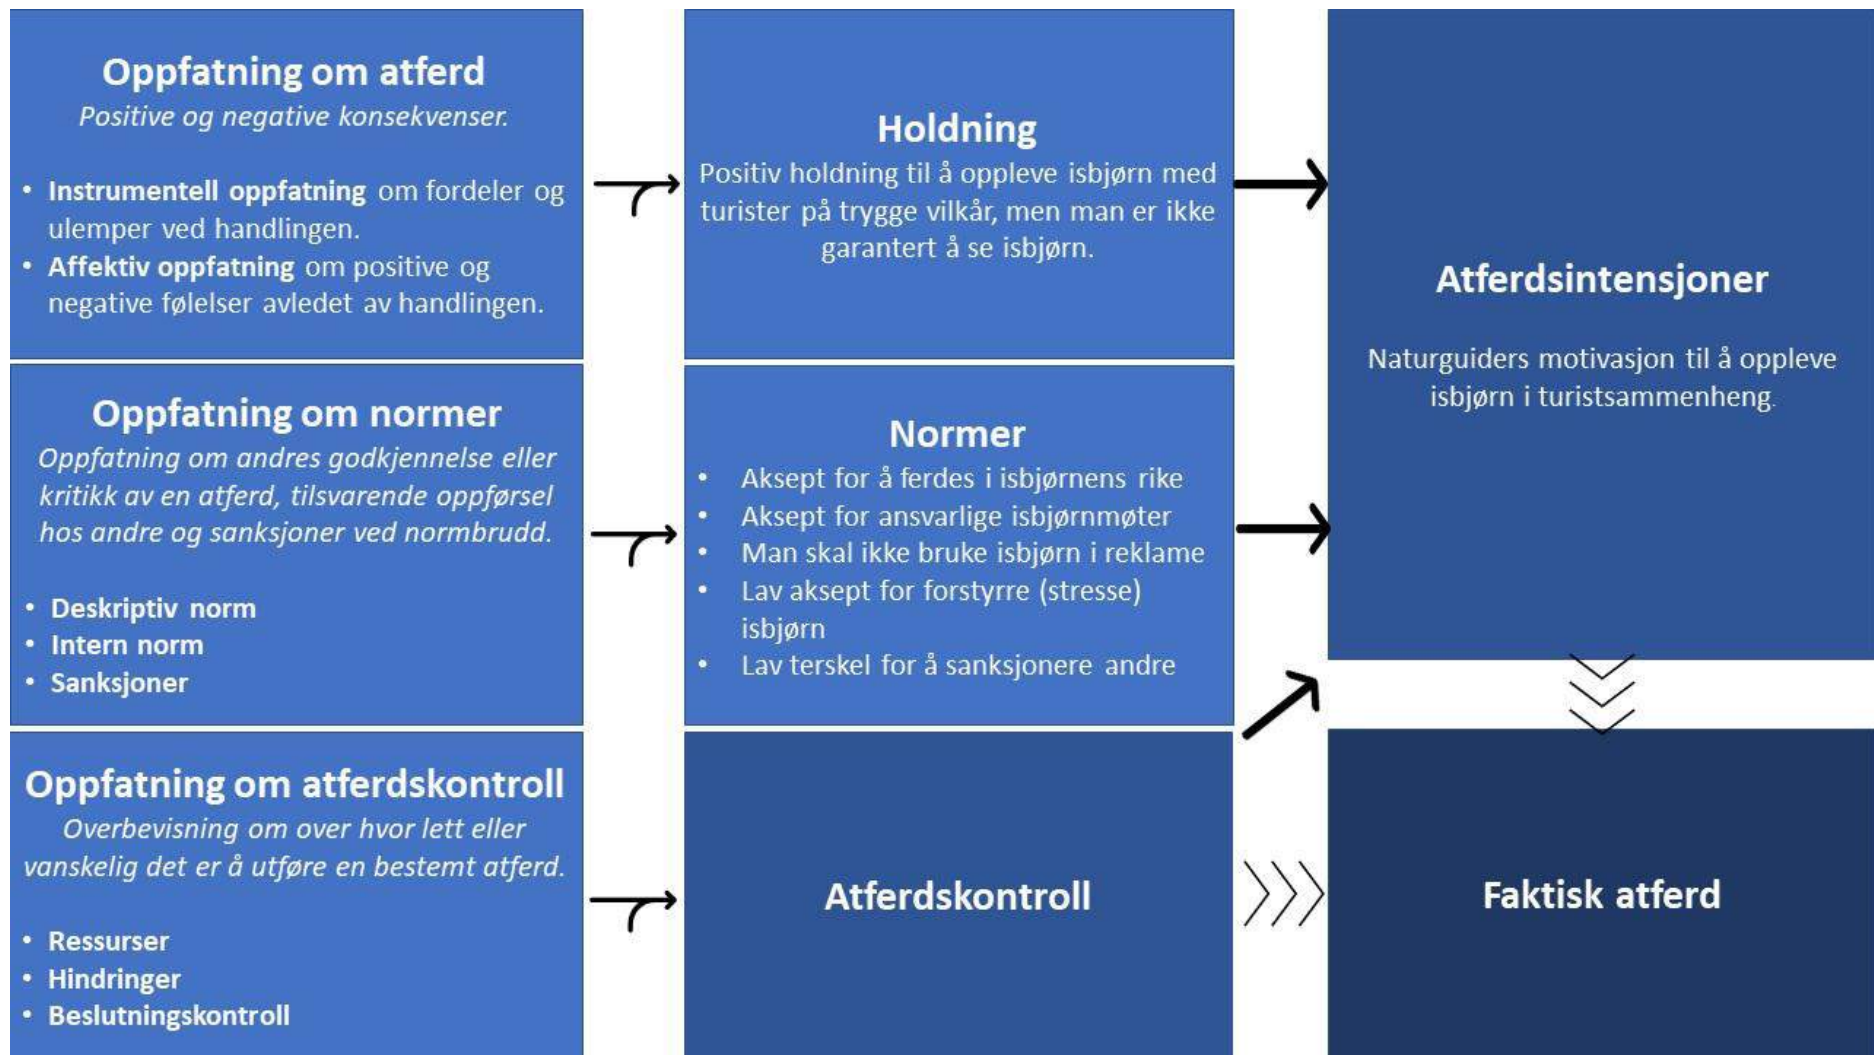 Oppfatning om atferd
Positive og negative konsekvenser.
• Instrumentell oppfatning om fordeler og
ulemper ved handlingen.
• Affektiv oppfatning om positive og
negative følelser avledet av handlingen.
Holdning
Positiv holdning til å oppleve isbjørn med
turister på trygge vilkår, men man er ikke
garantert å se isbjørn.
Atferdsintensjoner
Naturguiders motivasjon til å oppleve
isbjørn i turistsammenheng.
Oppfatning om normer
Oppfatning om andres godkjennelse eller
kritikk av en atferd, tilsvarende oppførsel
hos andre og sanksjoner ved normbrudd.
• Deskriptiv norm
• Intern norm
• Sanksjoner
Normer
• Aksept for å ferdes i isbjørnens rike
• Aksept for ansvarlige isbjørnmøter
• Man skal ikke bruke isbjørn i reklame
• Lav aksept for forstyrre (stresse)
isbjørn
• Lav terskel for å sanksjonere andre
Oppfatning om atferdskontroll
Overbevisning om over hvor lett eller
vanskelig det er å utføre en bestemt atferd.
• Ressurser
• Hindringer
• Beslutningskontroll
Atferdskontroll
Faktisk atferd